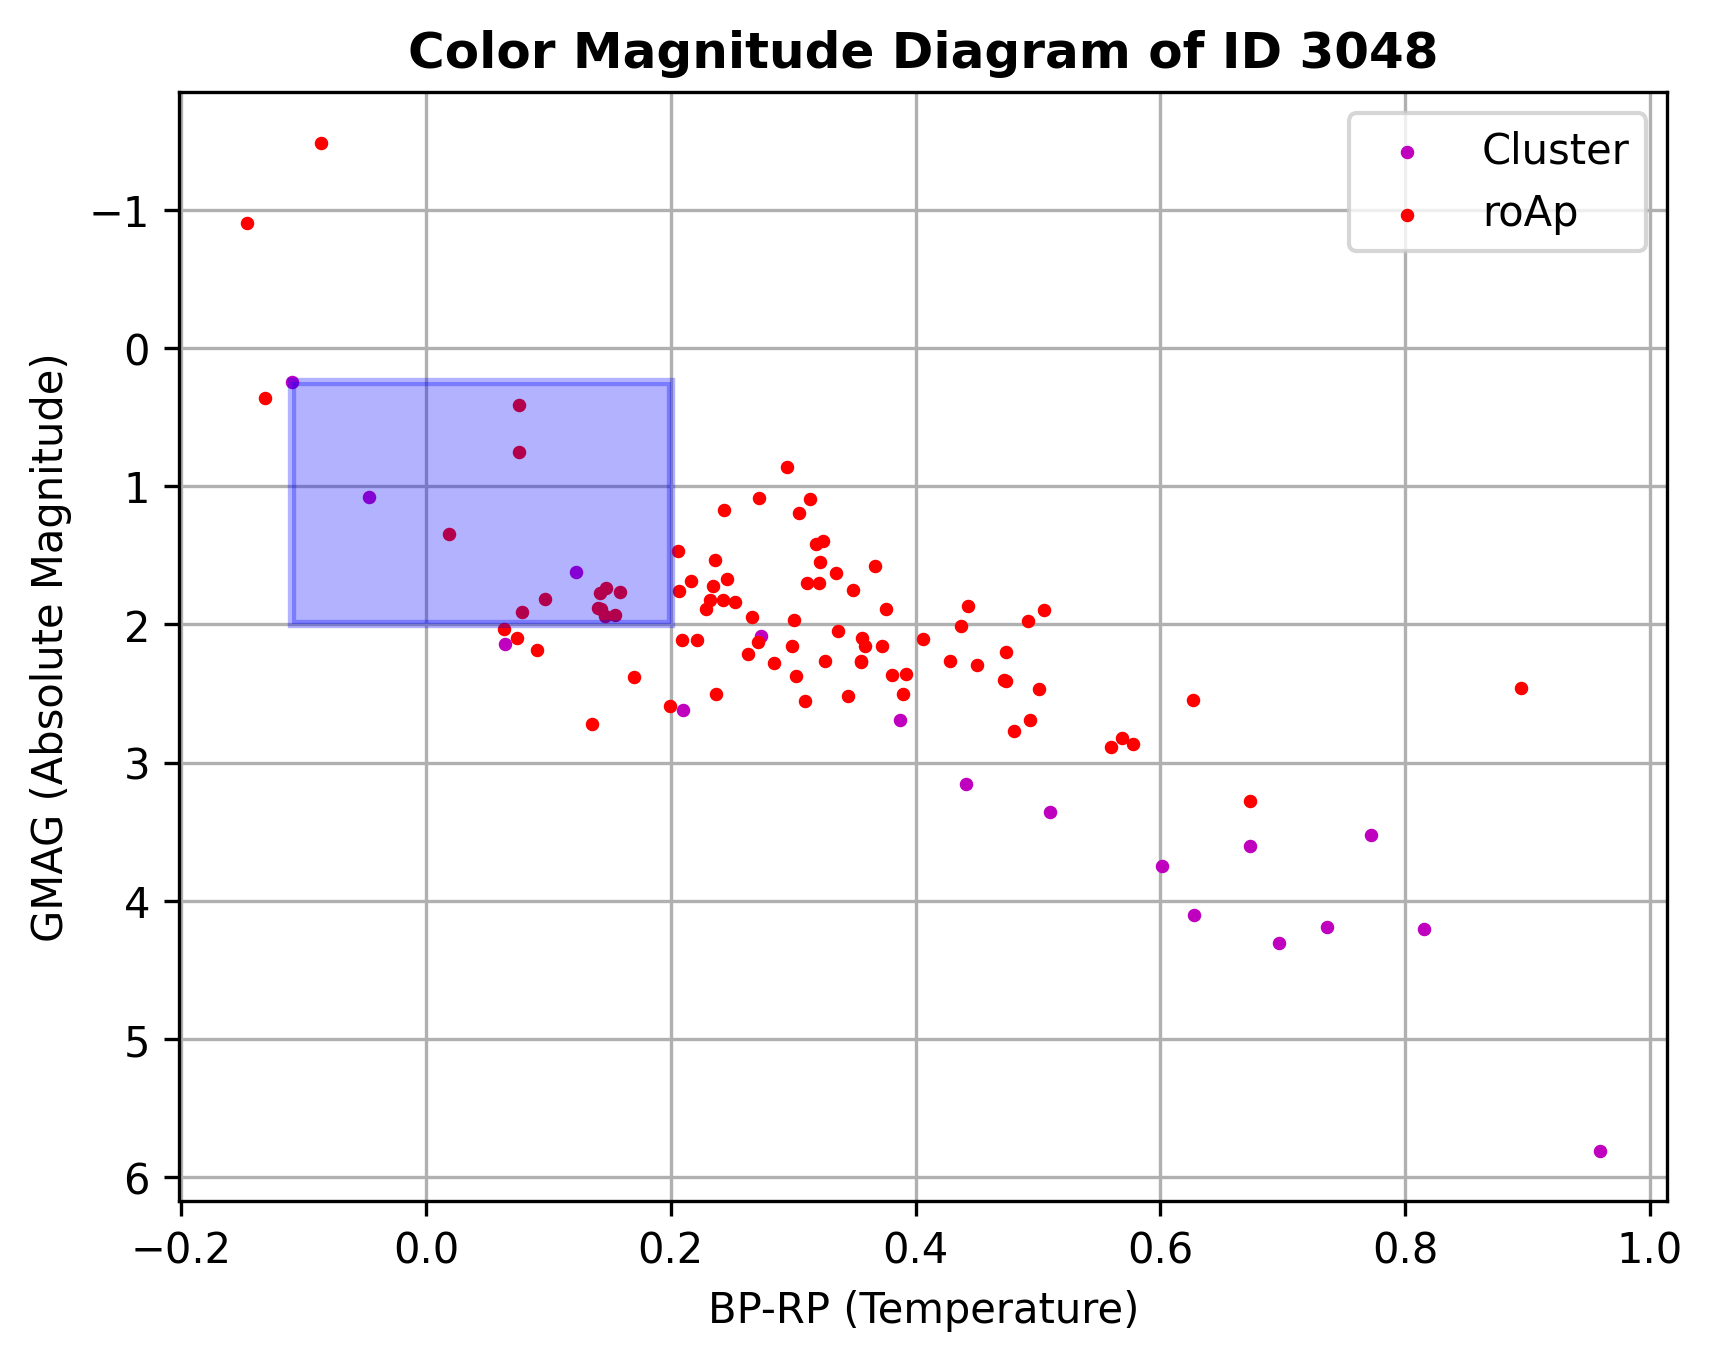 Color Magnitude Diagram of ID 3048
Cluster
roAp
GMAG (Absolute Magnitude)
−1
0
1
2
3
4
5
6
−0.2 0.0 0.2 0.4 0.6 0.8 1.0
BP-RP (Temperature)